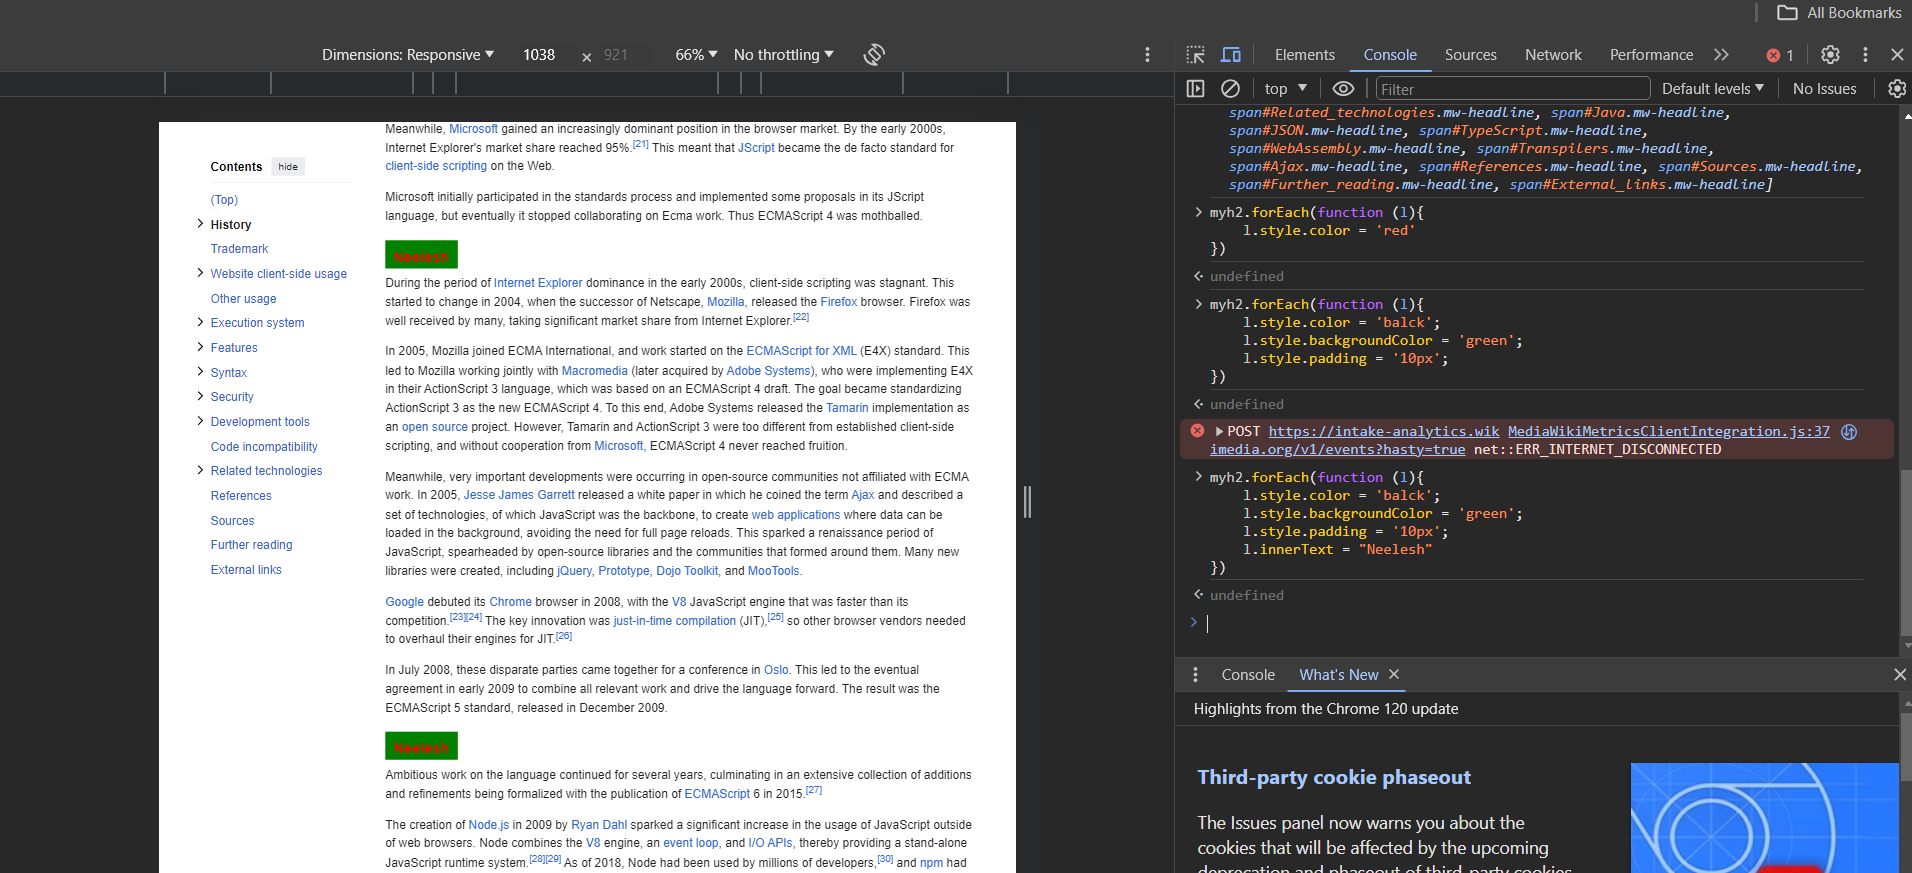 All Bookmarks
Dimensions: Responsive 1038 × 921 66% No throttling
Elements Console Sources Network Performance 1
top Filter Default levels No Issues
Contents hide
(Top)
History
Trademark
Website client-side usage
Other usage
Execution system
Features
Syntax
Security
Development tools
Code incompatibility
Related technologies
References
Sources
Further reading
External links
Meanwhile, Microsoft gained an increasingly dominant position in the browser market. By the early 2000s,
Internet Explorer's market share reached 95%.[21] This meant that JScript became the de facto standard for
client-side scripting on the Web.
Microsoft initially participated in the standards process and implemented some proposals in its JScript
language, but eventually it stopped collaborating on Ecma work. Thus ECMAScript 4 was mothballed.
Neelesh
During the period of Internet Explorer dominance in the early 2000s, client-side scripting was stagnant. This
started to change in 2004, when the successor of Netscape, Mozilla, released the Firefox browser. Firefox was
well received by many, taking significant market share from Internet Explorer.[22]
In 2005, Mozilla joined ECMA International, and work started on the ECMAScript for XML (E4X) standard. This
led to Mozilla working jointly with Macromedia (later acquired by Adobe Systems), who were implementing E4X
in their ActionScript 3 language, which was based on an ECMAScript 4 draft. The goal became standardizing
ActionScript 3 as the new ECMAScript 4. To this end, Adobe Systems released the Tamarin implementation as
an open source project. However, Tamarin and ActionScript 3 were too different from established client-side
scripting, and without cooperation from Microsoft, ECMAScript 4 never reached fruition.
Meanwhile, very important developments were occurring in open-source communities not affiliated with ECMA
work. In 2005, Jesse James Garrett released a white paper in which he coined the term Ajax and described a
set of technologies, of which JavaScript was the backbone, to create web applications where data can be
loaded in the background, avoiding the need for full page reloads. This sparked a renaissance period of
JavaScript, spearheaded by open-source libraries and the communities that formed around them. Many new
libraries were created, including jQuery, Prototype, Dojo Toolkit, and MooTools.
Google debuted its Chrome browser in 2008, with the V8 JavaScript engine that was faster than its
competition.[23][24] The key innovation was just-in-time compilation (JIT),[25] so other browser vendors needed
to overhaul their engines for JIT.[26]
In July 2008, these disparate parties came together for a conference in Oslo. This led to the eventual
agreement in early 2009 to combine all relevant work and drive the language forward. The result was the
ECMAScript 5 standard, released in December 2009.
Neelesh
Ambitious work on the language continued for several years, culminating in an extensive collection of additions
and refinements being formalized with the publication of ECMAScript 6 in 2015.[27]
The creation of Node.js in 2009 by Ryan Dahl sparked a significant increase in the usage of JavaScript outside
of web browsers. Node combines the V8 engine, an event loop, and I/O APIs, thereby providing a stand-alone
JavaScript runtime system.[28][29] As of 2018, Node had been used by millions of developers,[30] and npm had
span#Related_technologies.mw-headline, span#Java.mw-headline,
span#JSON.mw-headline, span#TypeScript.mw-headline,
span#WebAssembly.mw-headline, span#Transpilers.mw-headline,
span#Ajax.mw-headline, span#References.mw-headline, span#Sources.mw-headline,
span#Further_reading.mw-headline, span#External_links.mw-headline]
myh2.forEach(function (l){
l.style.color = 'red'
})
undefined
myh2.forEach(function (l){
l.style.color = 'balck';
l.style.backgroundColor = 'green';
l.style.padding = '10px';
})
undefined
POST https://intake-analytics.wik MediaWikiMetricsClientIntegration.js:37
imedia.org/v1/events?hasty=true net::ERR_INTERNET_DISCONNECTED
myh2.forEach(function (l){
l.style.color = 'balck';
l.style.backgroundColor = 'green';
l.style.padding = '10px';
l.innerText = "Neelesh"
})
undefined
Console What's New
Highlights from the Chrome 120 update
Third-party cookie phaseout
The Issues panel now warns you about the
cookies that will be affected by the upcoming
deprecation and phaseout of third-party cookies